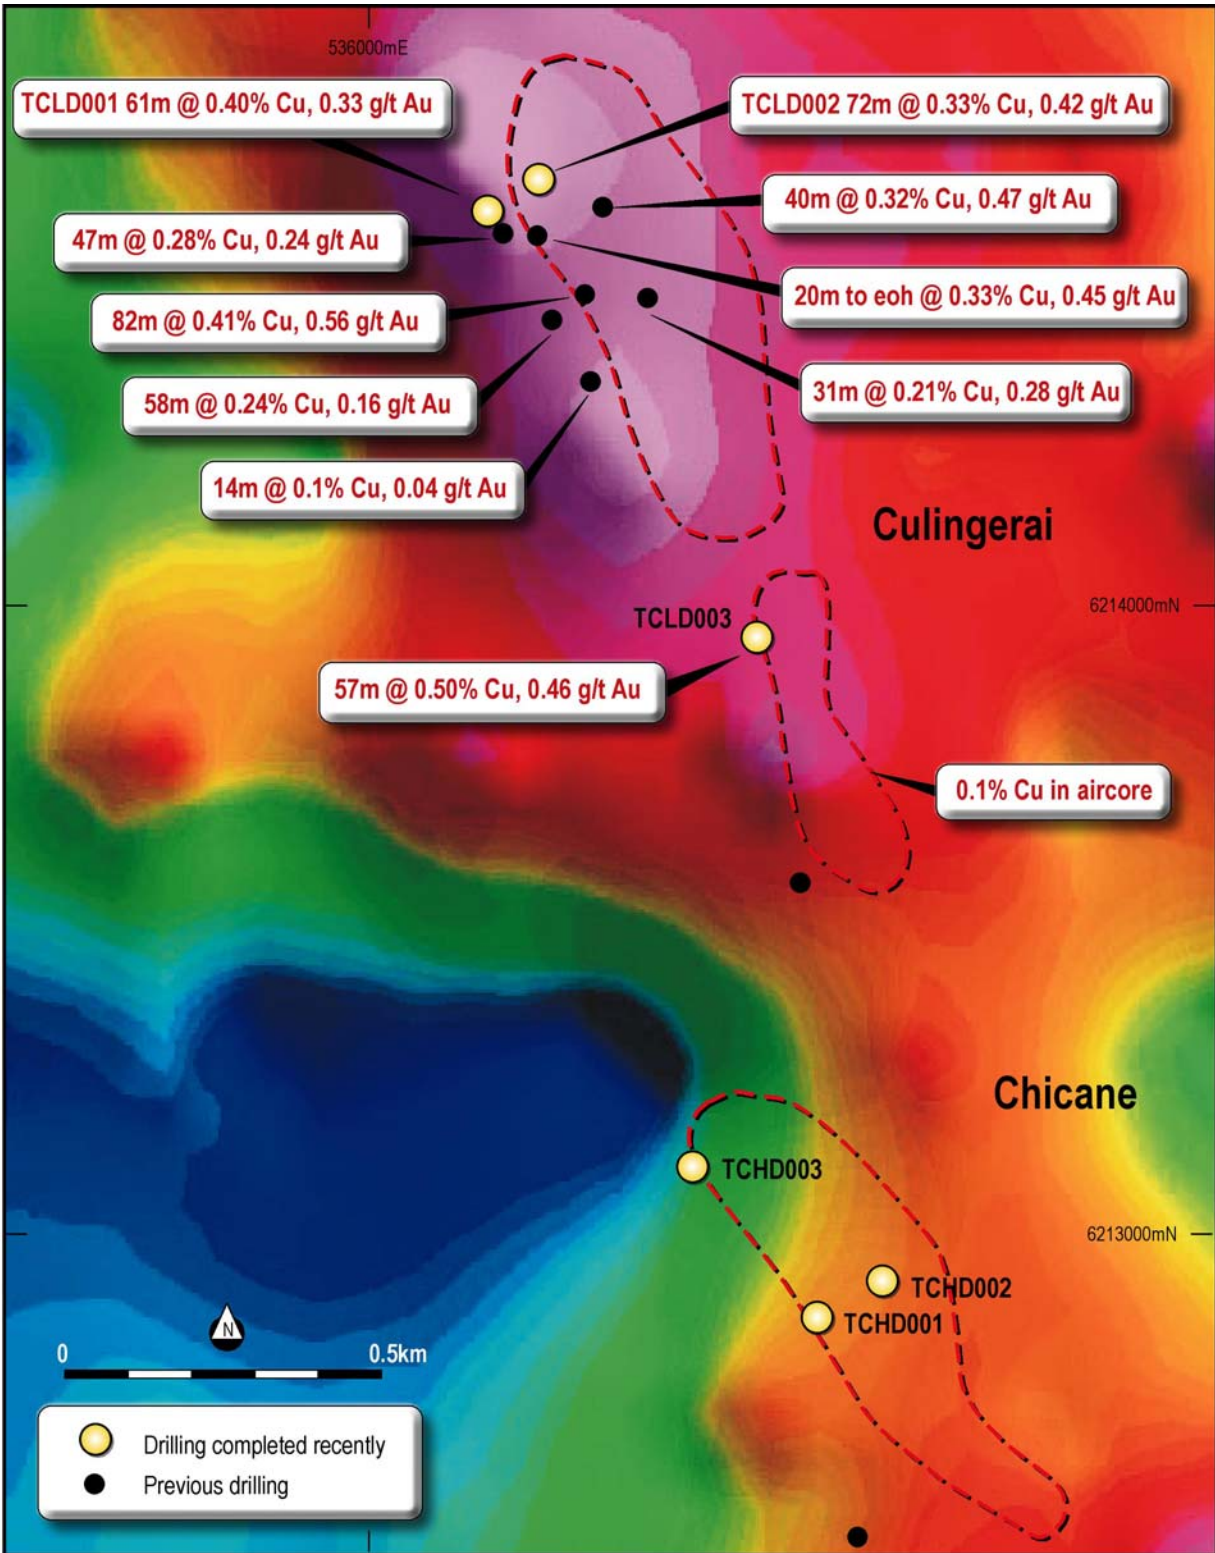 536000mE
TCLD001 61m @ 0.40% Cu, 0.33 g/t Au
TCLD002 72m @ 0.33% Cu, 0.42 g/t Au
40m @ 0.32% Cu, 0.47 g/t Au
47m @ 0.28% Cu, 0.24 g/t Au
20m to eoh @ 0.33% Cu, 0.45 g/t Au
82m @ 0.41% Cu, 0.56 g/t Au
31m @ 0.21% Cu, 0.28 g/t Au
58m @ 0.24% Cu, 0.16 g/t Au
14m @ 0.1% Cu, 0.04 g/t Au
Culingerai
6214000mN
TCLD003
57m @ 0.50% Cu, 0.46 g/t Au
0.1% Cu in aircore
Chicane
TCHD003
6213000mN
TCHD002
TCHD001
N
0 0.5km
Drilling completed recently
Previous drilling